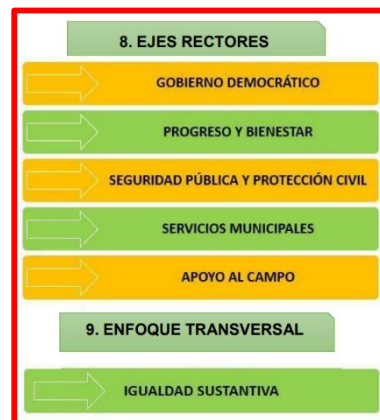 8. EJES RECTORES
GOBIERNO DEMOCRÁTICO
PROGRESO Y BIENESTAR
SEGURIDAD PÚBLICA Y PROTECCIÓN CIVIL
SERVICIOS MUNICIPALES
APOYO AL CAMPO
9. ENFOQUE TRANSVERSAL
IGUALDAD SUSTANTIVA